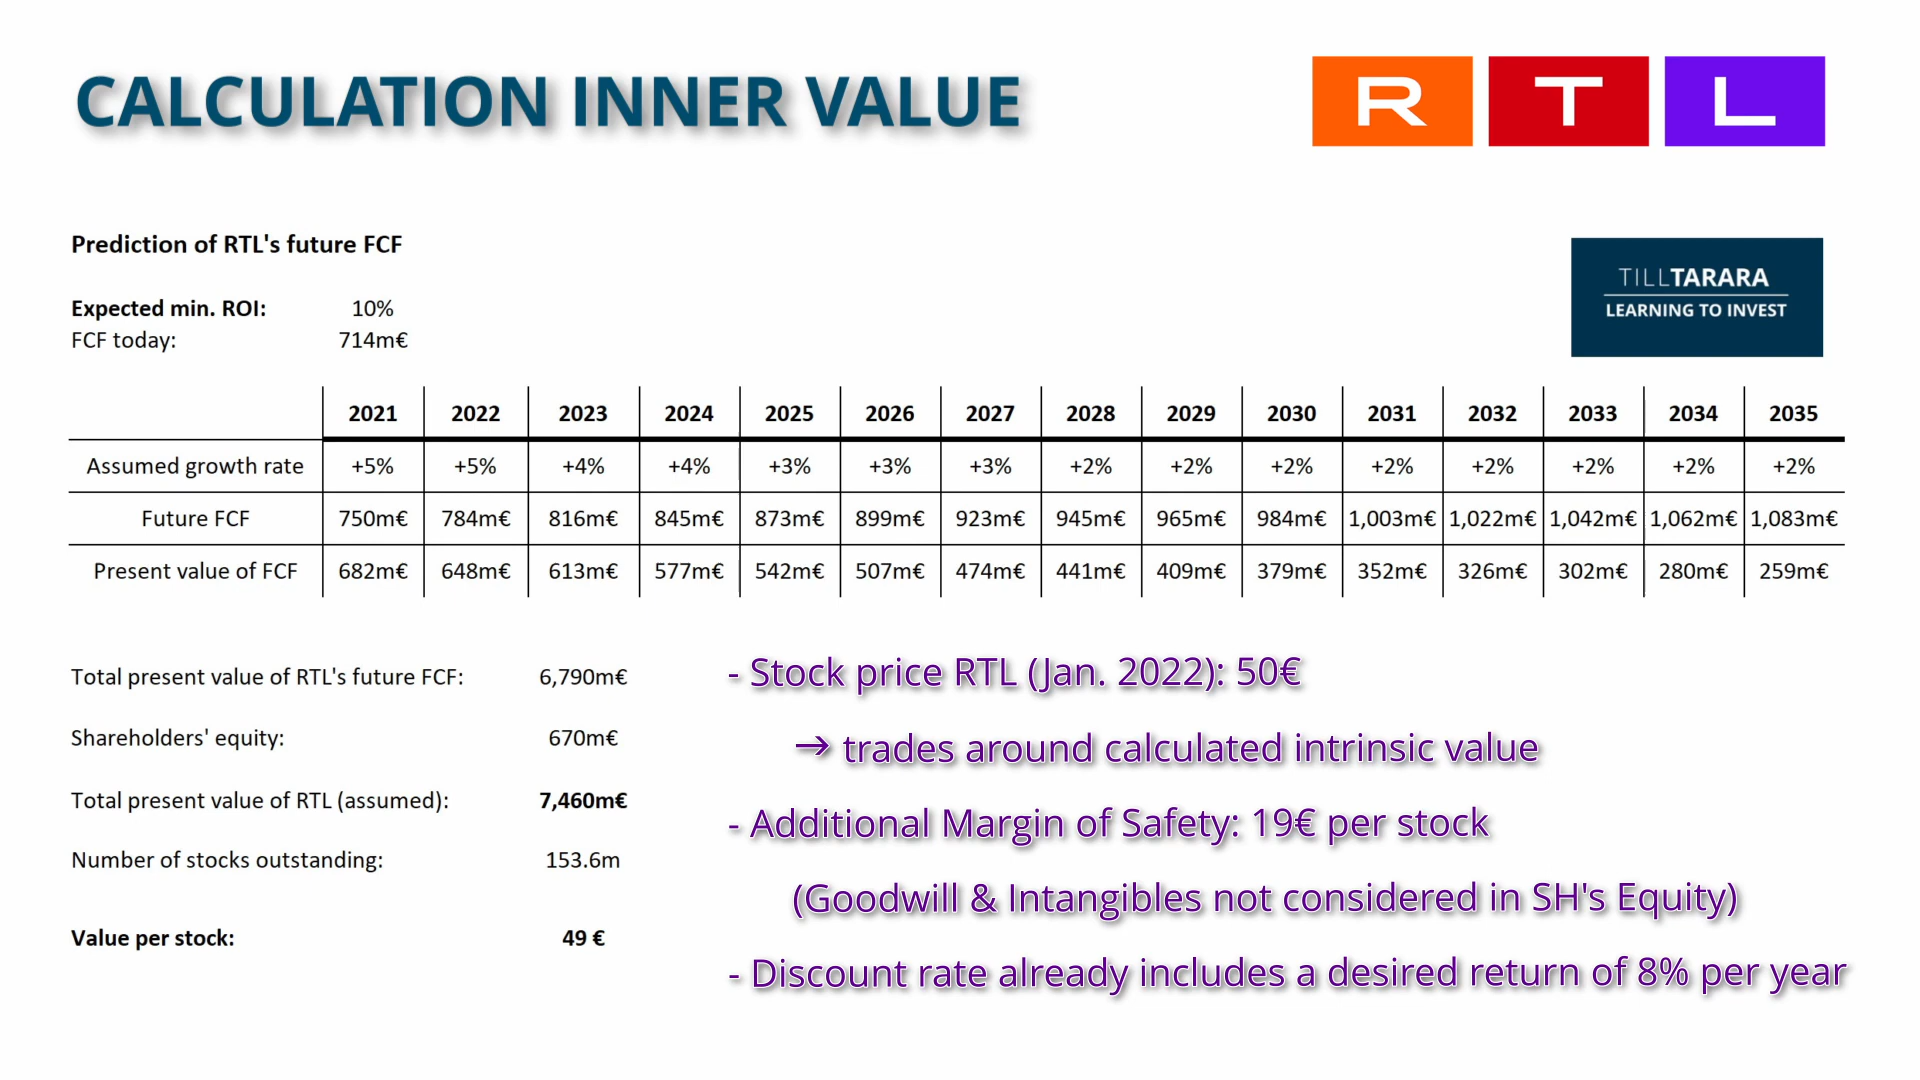 CALCULATION INNER VALUE
R T L
Prediction of RTL's future FCF
TILLTARARA
LEARNING TO INVEST
Expected min. ROI: 10%
FCF today: 714m€
2021 2022 2023 2024 2025 2026 2027 2028 2029 2030 2031 2032 2033 2034 2035
Assumed growth rate +5% +5% +4% +4% +3% +3% +3% +2% +2% +2% +2% +2% +2% +2% +2%
Future FCF 750m€ 784m€ 816m€ 845m€ 873m€ 899m€ 923m€ 945m€ 965m€ 984m€ 1,003m€ 1,022m€ 1,042m€ 1,062m€ 1,083m€
Present value of FCF 682m€ 648m€ 613m€ 577m€ 542m€ 507m€ 474m€ 441m€ 409m€ 379m€ 352m€ 326m€ 302m€ 280m€ 259m€
Total present value of RTL's future FCF: 6,790m€
Shareholders' equity: 670m€
Total present value of RTL (assumed): 7,460m€
Number of stocks outstanding: 153.6m
Value per stock: 49 €
- Stock price RTL (Jan. 2022): 50€
→ trades around calculated intrinsic value
- Additional Margin of Safety: 19€ per stock
(Goodwill & Intangibles not considered in SH's Equity)
- Discount rate already includes a desired return of 8% per year